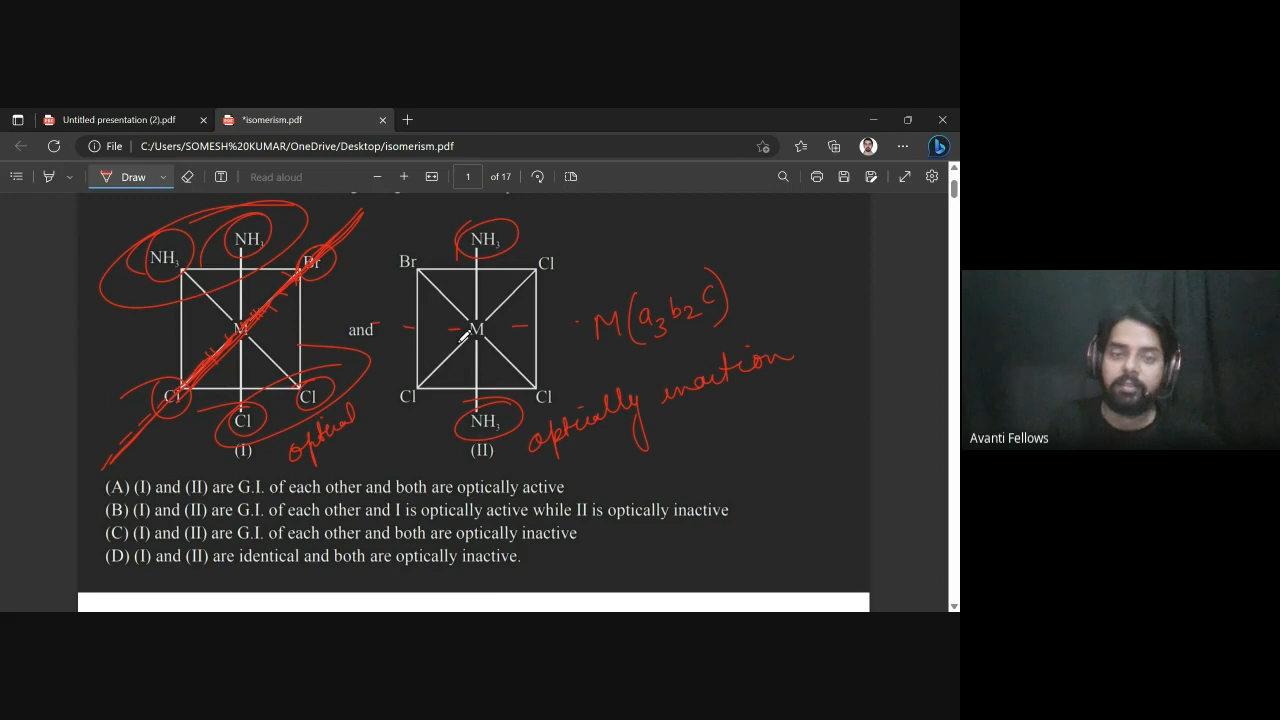 Untitled presentation (2).pdf
*isomerism.pdf
File
C:/Users/SOMESH%20KUMAR/OneDrive/Desktop/isomerism.pdf
Draw
Read aloud
1 of 17
NH3 NH3 Br
M
Cl Cl Cl
(I)
optical
and
NH3
Br Cl
M
Cl Cl
NH3
(II)
M(a3b2c)
optically inaction
(A) (I) and (II) are G.I. of each other and both are optically active
(B) (I) and (II) are G.I. of each other and I is optically active while II is optically inactive
(C) (I) and (II) are G.I. of each other and both are optically inactive
(D) (I) and (II) are identical and both are optically inactive.
Avanti Fellows